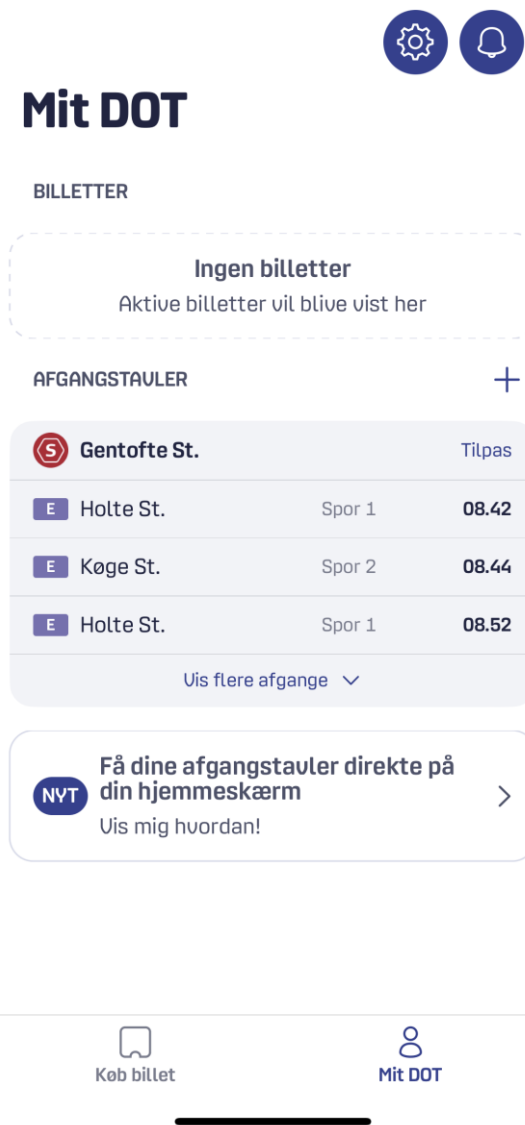 Mit DOT
BILLETTER
Ingen billetter
Aktive billetter vil blive vist her
AFGANGSTAVLER
S Gentofte St. Tilpas
E Holte St. Spor 1 08.42
E Køge St. Spor 2 08.44
E Holte St. Spor 1 08.52
Vis flere afgange
NYT
Få dine afgangstavler direkte på
din hjemmeskærm
Vis mig hvordan!
Køb billet
Mit DOT